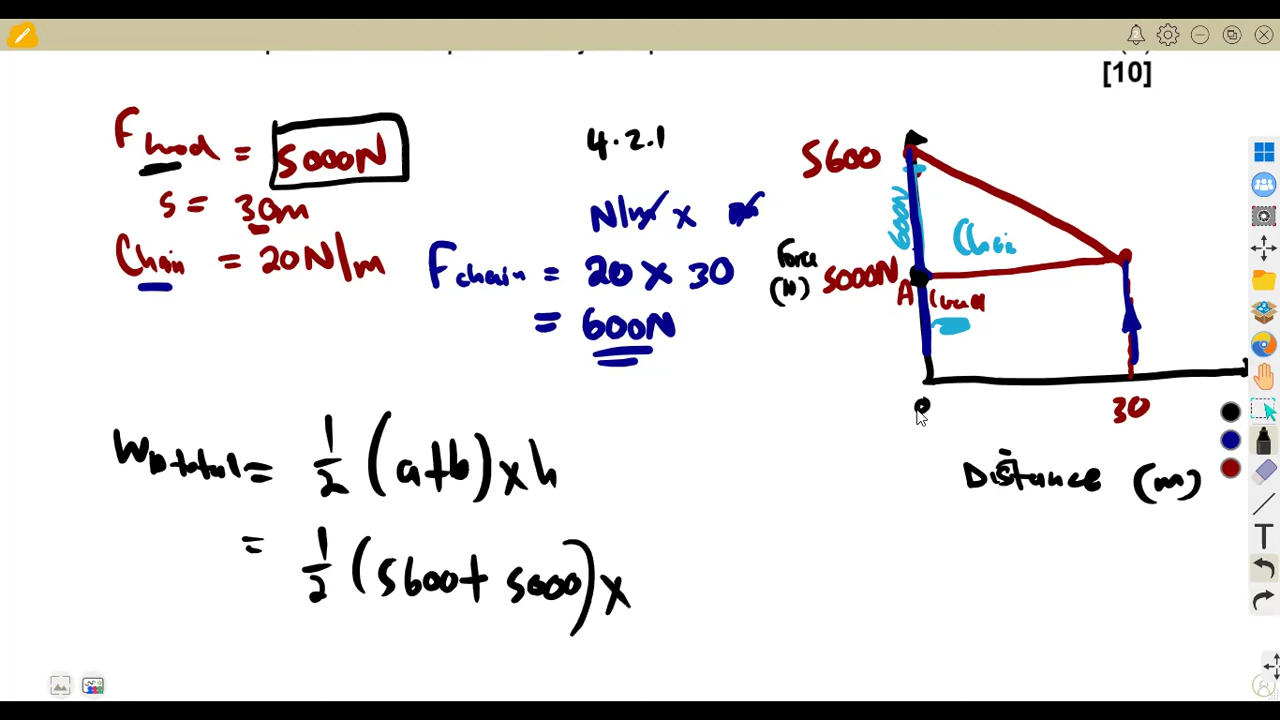 [10]
F load = 5000N
s = 30m
Chain = 20N/m
4.2.1
N/m x m
F chain = 20 x 30
= 600N
5600
600N
Chain
Force
(N)
5000N
A
Load
0
30
Distance (m)
WD total = 1/2 (a+b) x h
= 1/2 (5600 + 5000) x